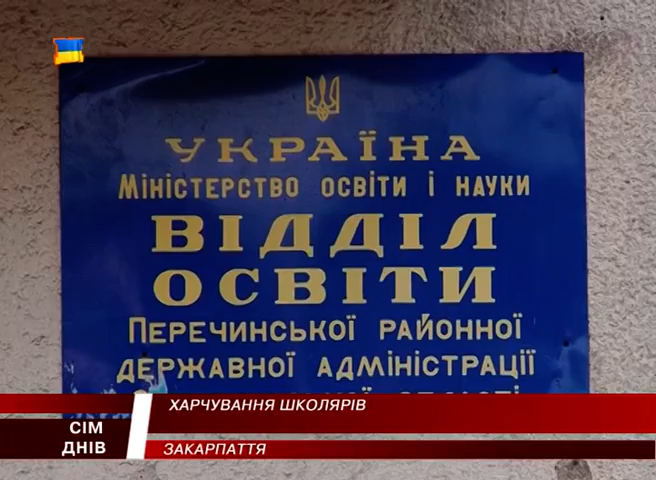 УКРАЇНА
МІНІСТЕРСТВО ОСВІТИ І НАУКИ
ВІДДІЛ
ОСВІТИ
ПЕРЕЧИНСЬКОЇ РАЙОННОЇ
ДЕРЖАВНОЇ АДМІНІСТРАЦІЇ
ХАРЧУВАННЯ ШКОЛЯРІВ
СІМ
ДНІВ
ЗАКАРПАТТЯ